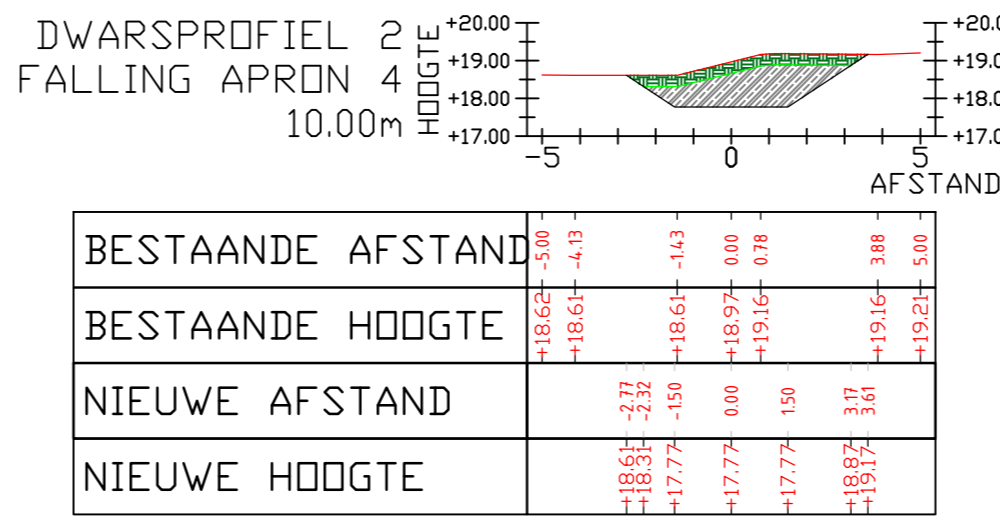 DWARSPROFIEL 2
FALLING APRON 4
10.00m
HOOGTE
+20.00
+19.00
+18.00
+17.00
+20.0
+19.00
+18.00
+17.0
-5 0 5
AFSTAND
BESTAANDE AFSTAND -5.00 -4.13 -1.43 0.00 0.78 3.88 5.00
BESTAANDE HOOGTE +18.62 +18.61 +18.61 +18.97 +19.16 +19.16 +19.21
NIEUWE AFSTAND -2.77 -2.32 -1.50 0.00 1.50 3.17 3.61
NIEUWE HOOGTE +18.61 +18.31 +17.77 +17.77 +17.77 +18.87 +19.17